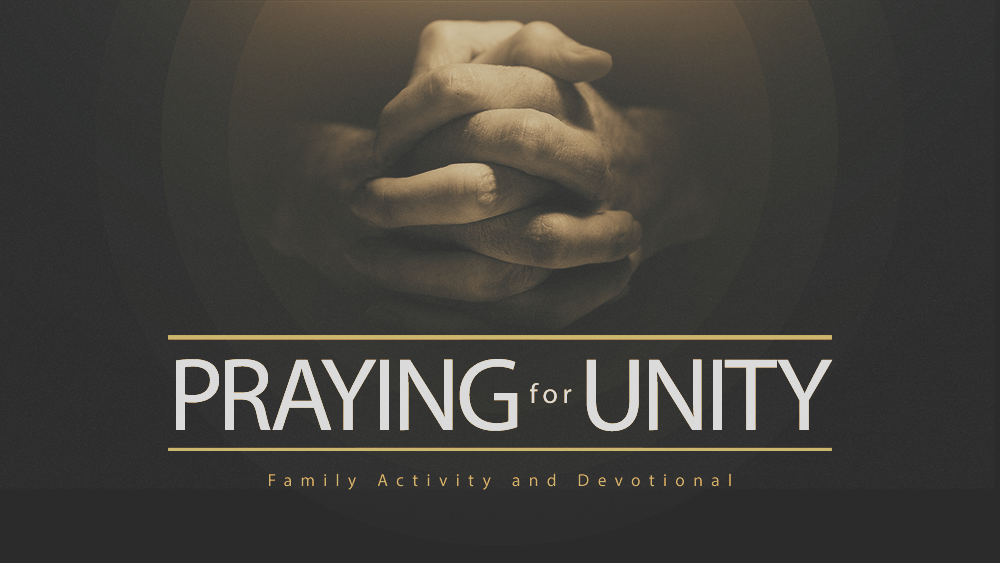 PRAYING for UNITY
Family Activity and Devotional